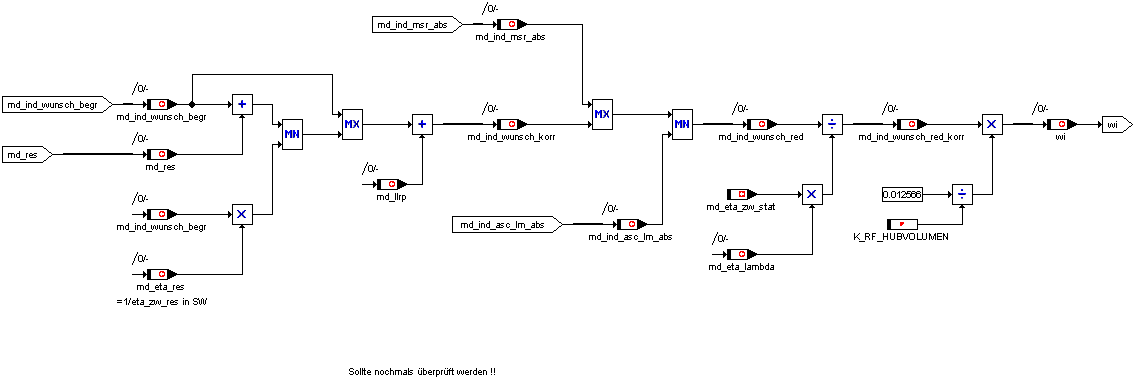 /0/-
md_ind_msr_abs
md_ind_msr_abs
/0/-
md_ind_wunsch_begr
md_ind_wunsch_begr
+
MN
MX
+
/0/-
md_ind_wunsch_korr
MX
MN
/0/-
md_ind_wunsch_red
÷
/0/-
md_ind_wunsch_red_korr
×
/0/-
wi
wi
/0/-
md_res
md_res
/0/-
md_llrp
/0/-
md_ind_wunsch_begr
×
md_eta_zw_stat
×
0.012566
÷
md_ind_asc_lm_abs
/0/-
md_ind_asc_lm_abs
K_RF_HUBVOLUMEN
/0/-
md_eta_lambda
/0/-
md_eta_res
=1/eta_zw_res in SW
Sollte nochmals überprüft werden !!